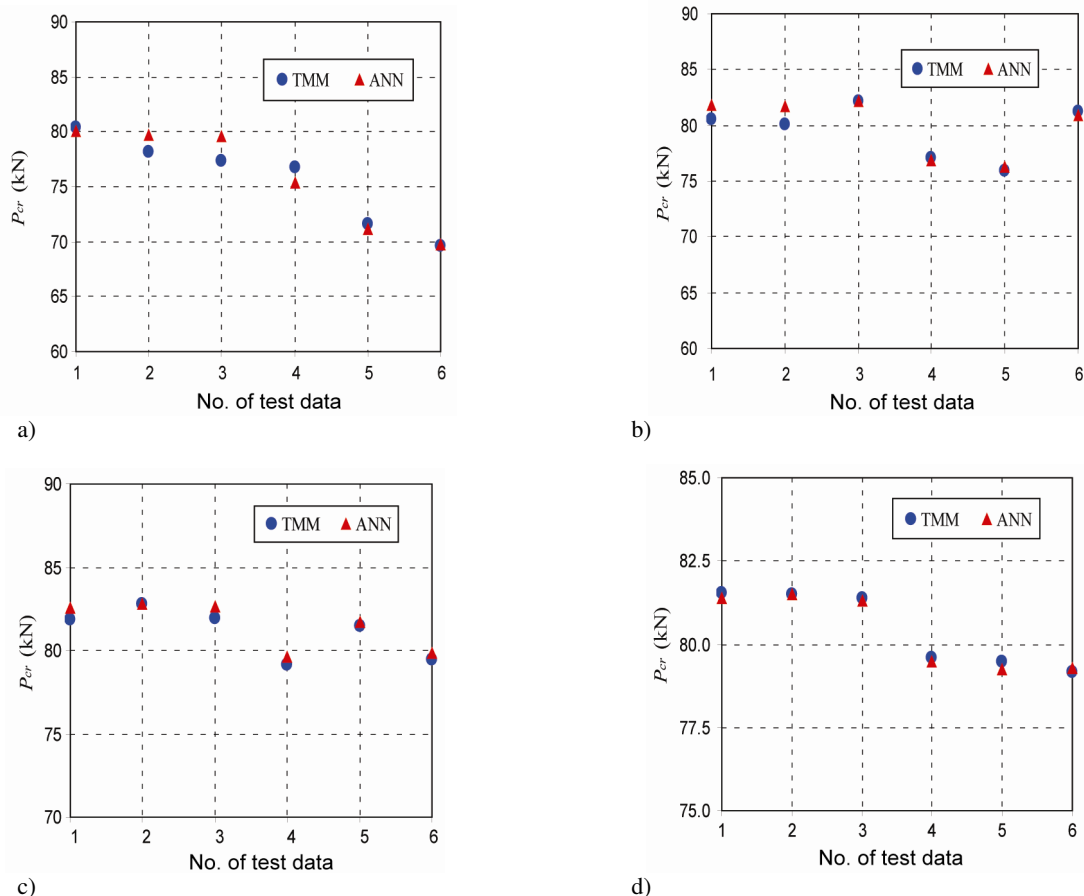 90
85
80
75
70
65
60
P_cr (kN)
TMM ANN
1 2 3 4 5 6
No. of test data
a)
90
85
80
75
70
65
60
P_cr (kN)
TMM ANN
1 2 3 4 5 6
No. of test data
b)
90
85
80
75
70
P_cr (kN)
TMM ANN
1 2 3 4 5 6
No. of test data
c)
85.0
82.5
80.0
77.5
75.0
P_cr (kN)
TMM ANN
1 2 3 4 5 6
No. of test data
d)